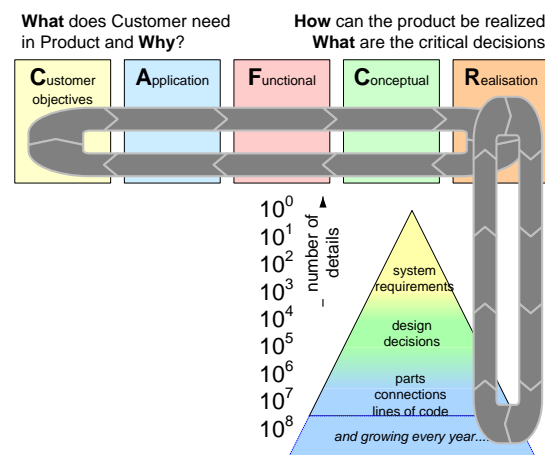 What does Customer need
in Product and Why?
How can the product be realized
What are the critical decisions
Customer
objectives
Application
Functional
Conceptual
Realisation
10^0
10^1
10^2
10^3
10^4
10^5
10^6
10^7
10^8
number of
details
system
requirements
design
decisions
parts
connections
lines of code
and growing every year....